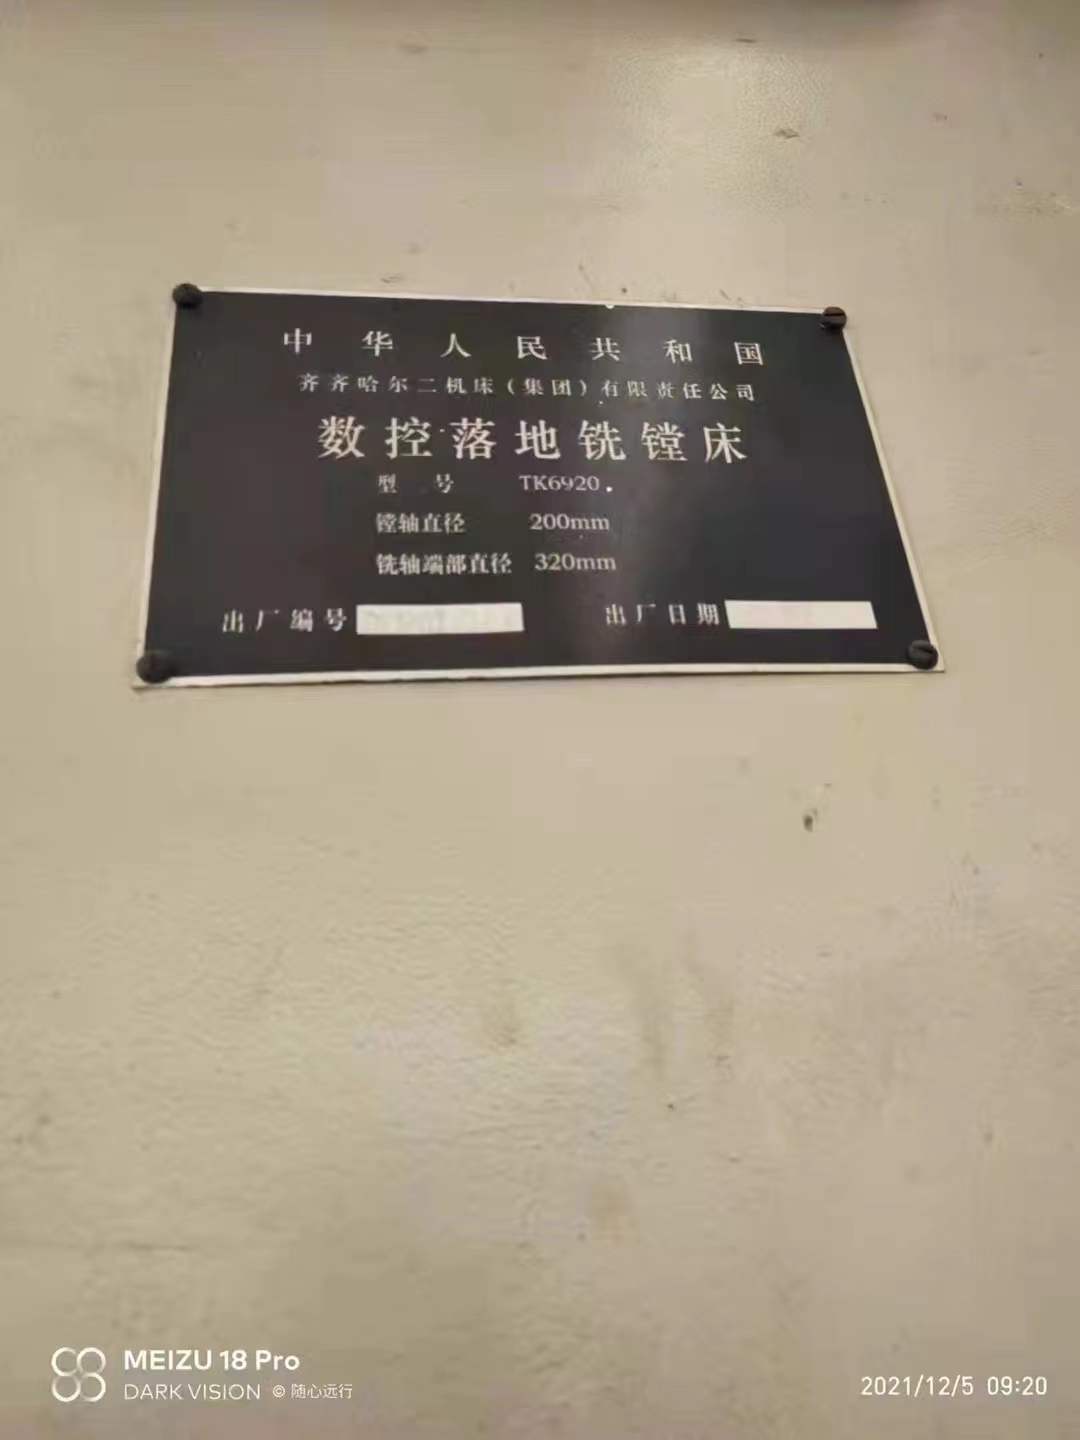 中华人民共和国
齐齐哈尔二机床（集团）有限责任公司
数控落地铣镗床
型 号 TK6920
镗轴直径 200mm
铣轴端部直径 320mm
出厂编号 出厂日期
MEIZU 18 Pro
DARK VISION © 随心远行
2021/12/5 09:20